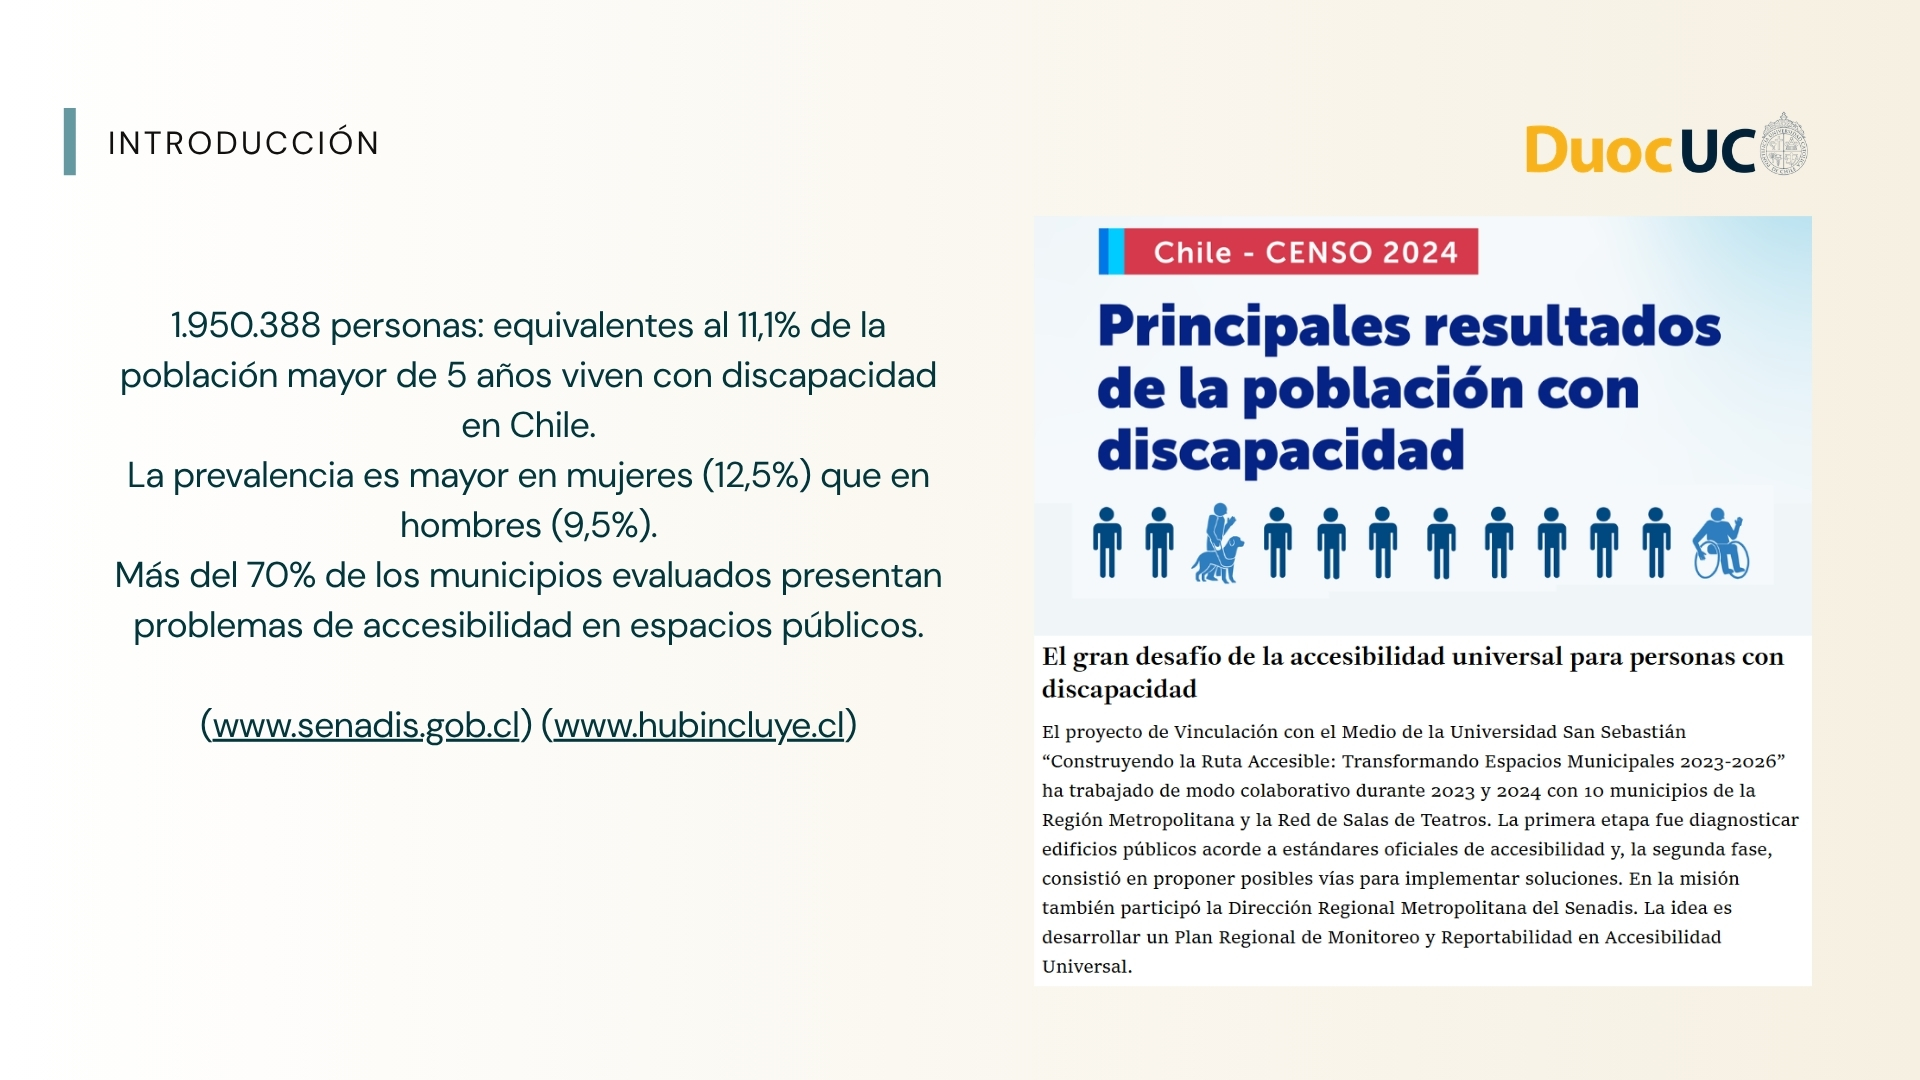 INTRODUCCIÓN
Duoc UC
1.950.388 personas: equivalentes al 11,1% de la
población mayor de 5 años viven con discapacidad
en Chile.
La prevalencia es mayor en mujeres (12,5%) que en
hombres (9,5%).
Más del 70% de los municipios evaluados presentan
problemas de accesibilidad en espacios públicos.
(www.senadis.gob.cl) (www.hubincluye.cl)
Chile - CENSO 2024
Principales resultados
de la población con
discapacidad
El gran desafío de la accesibilidad universal para personas con
discapacidad
El proyecto de Vinculación con el Medio de la Universidad San Sebastián
“Construyendo la Ruta Accesible: Transformando Espacios Municipales 2023-2026”
ha trabajado de modo colaborativo durante 2023 y 2024 con 10 municipios de la
Región Metropolitana y la Red de Salas de Teatros. La primera etapa fue diagnosticar
edificios públicos acorde a estándares oficiales de accesibilidad y, la segunda fase,
consistió en proponer posibles vías para implementar soluciones. En la misión
también participó la Dirección Regional Metropolitana del Senadis. La idea es
desarrollar un Plan Regional de Monitoreo y Reportabilidad en Accesibilidad
Universal.